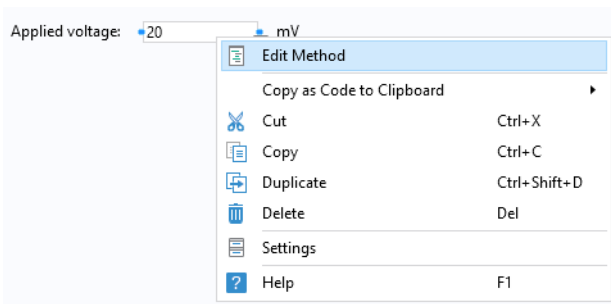 Applied voltage: 20 mV
Edit Method
Copy as Code to Clipboard
Cut Ctrl+X
Copy Ctrl+C
Duplicate Ctrl+Shift+D
Delete Del
Settings
? Help F1